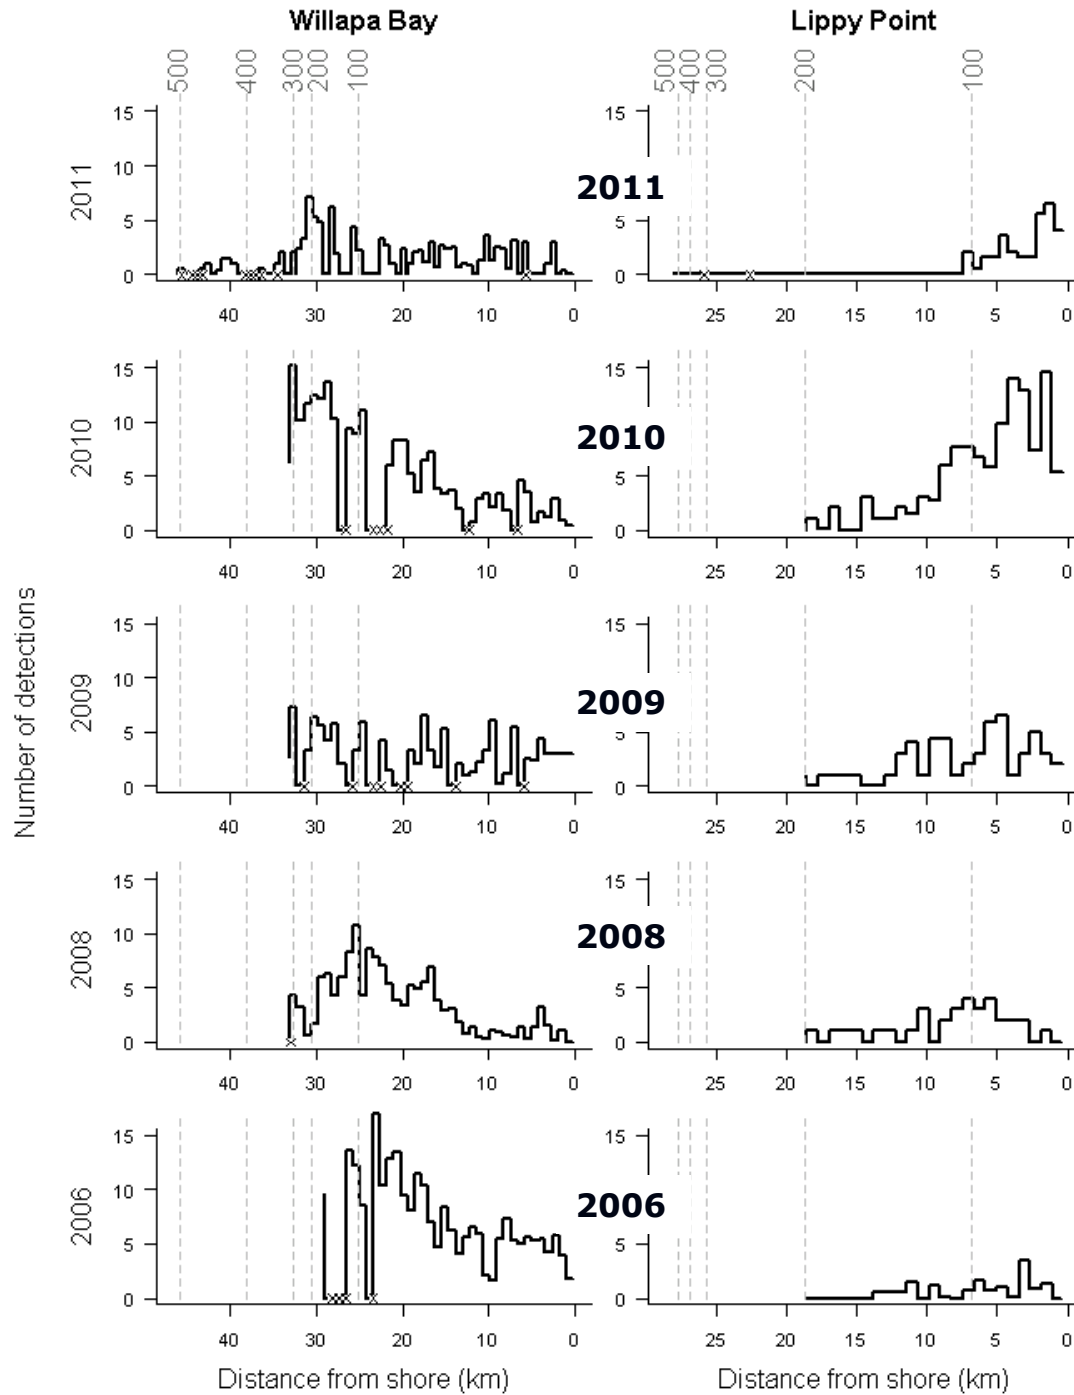 Willapa Bay Lippy Point
500 400 300 200 100 500 400 300 200 100
15 15
10
2011 2011
5 5
0 0
40 30 20 10 0 25 20 15 10 5 0
15 15
10
2010 2010
5 5
0 0
40 30 20 10 0 25 20 15 10 5 0
Number of detections
15 15
10
2009 2009
5 5
0 0
40 30 20 10 0 25 20 15 10 5 0
15 15
10
2008 2008
5 5
0 0
40 30 20 10 0 25 20 15 10 5 0
15 15
10
2006 2006
5 5
0 0
40 30 20 10 0 25 20 15 10 5 0
Distance from shore (km) Distance from shore (km)